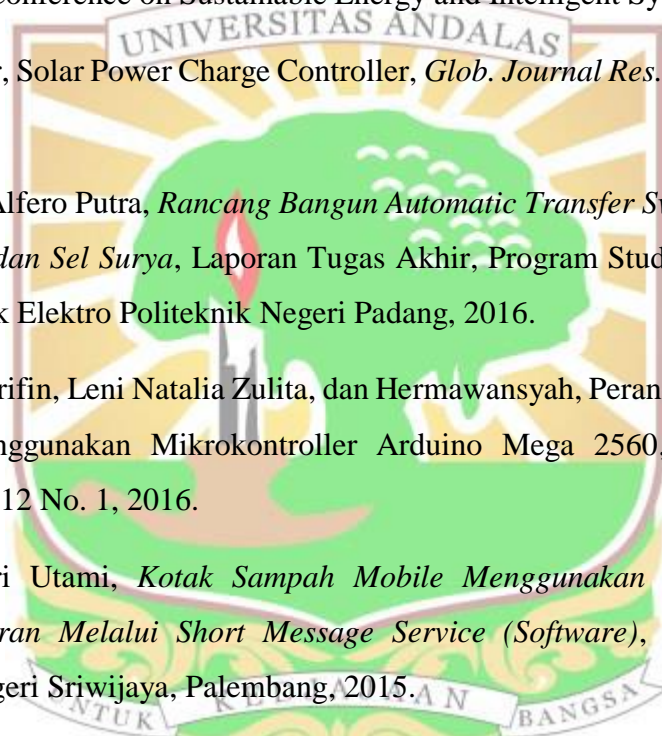 Conference on Sustainable Energy and Intelligent Sy
UNIVERSITAS ANDALAS
, Solar Power Charge Controller, Glob. Journal Res.
Alfero Putra, Rancang Bangun Automatic Transfer Sw
dan Sel Surya, Laporan Tugas Akhir, Program Stud
k Elektro Politeknik Negeri Padang, 2016.
rifin, Leni Natalia Zulita, dan Hermawansyah, Peran
nggunakan Mikrokontroller Arduino Mega 2560,
12 No. 1, 2016.
ri Utami, Kotak Sampah Mobile Menggunakan
ran Melalui Short Message Service (Software),
geri Sriwijaya, Palembang, 2015.
UNTUK KEDJAJAAN BANGSA